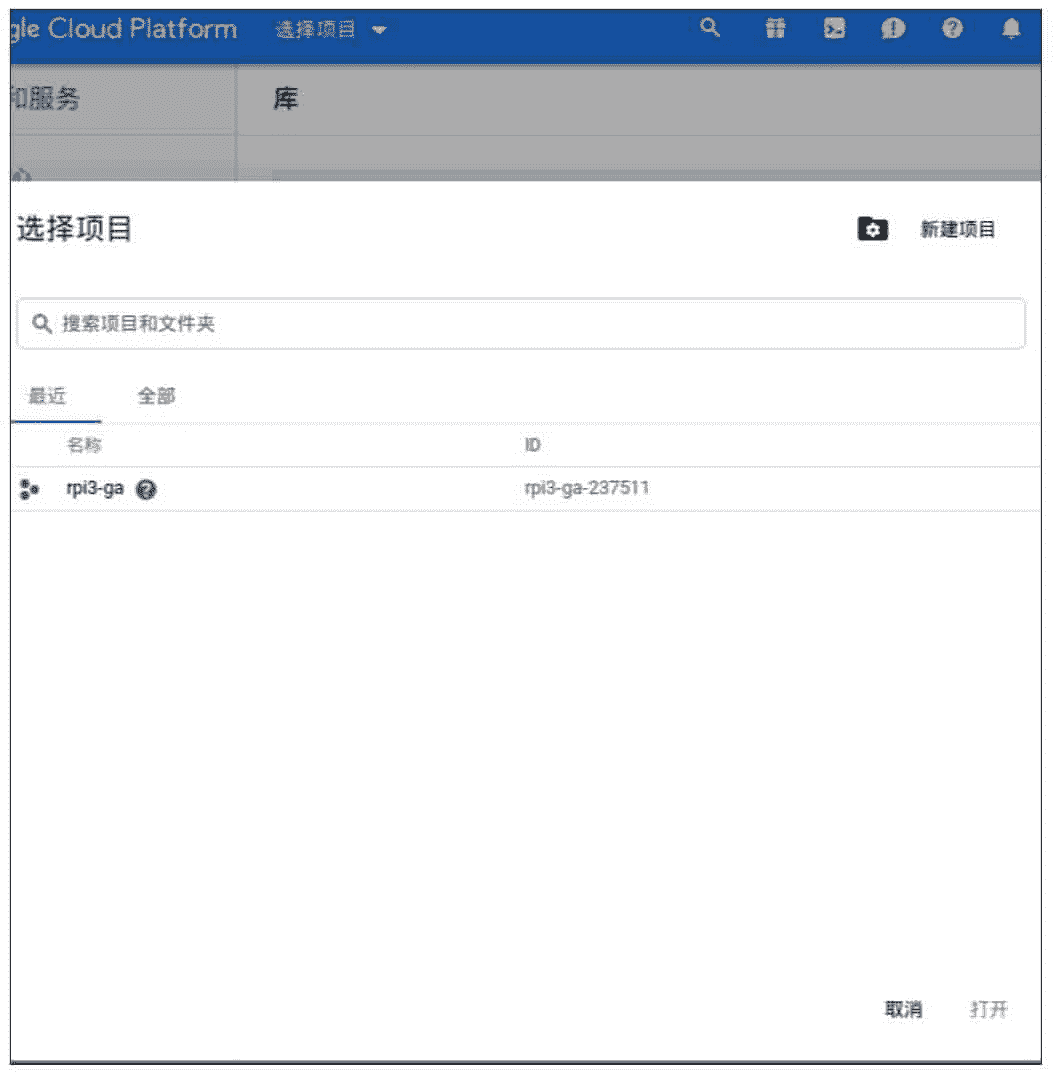 gle Cloud Platform 选择项目
和服务 库
选择项目 新建项目
搜索项目和文件夹
最近 全部
名称 ID
rpi3-ga rpi3-ga-237511
取消 打开